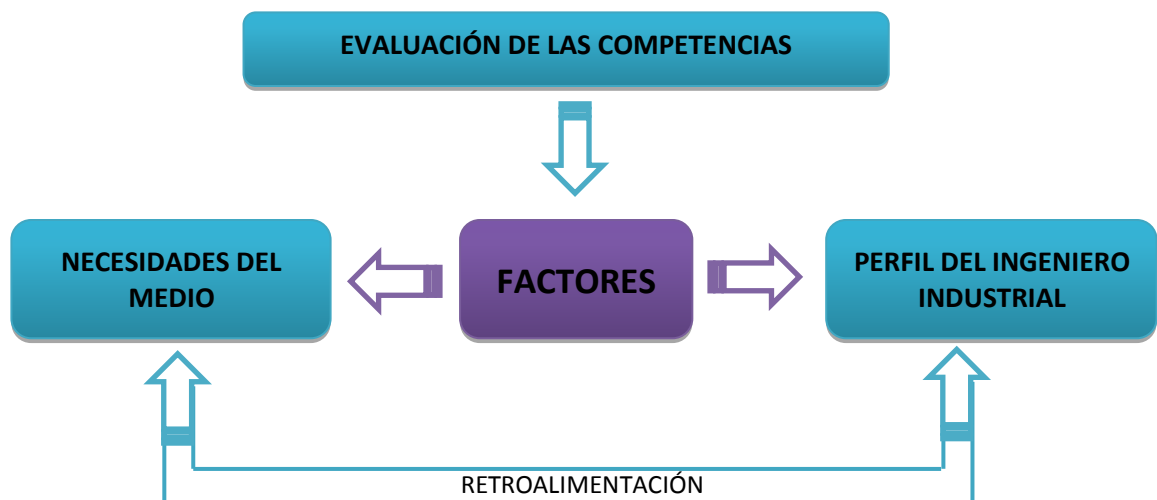 EVALUACIÓN DE LAS COMPETENCIAS
NECESIDADES DEL
MEDIO
FACTORES
PERFIL DEL INGENIERO
INDUSTRIAL
RETROALIMENTACIÓN